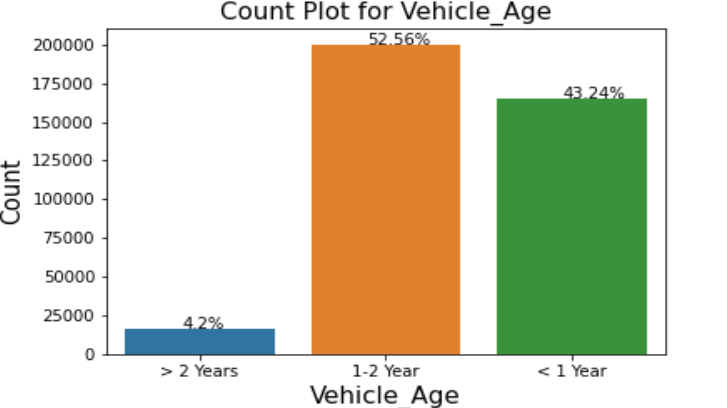 Count Plot for Vehicle_Age
Count
200000
175000
150000
125000
100000
75000
50000
25000
0
4.2%
52.56%
43.24%
> 2 Years
1-2 Year
< 1 Year
Vehicle_Age